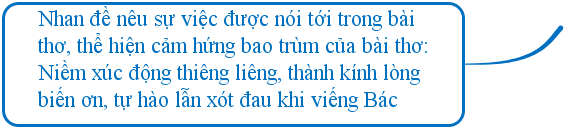 Nhan đề nêu sự việc được nói tới trong bài
thơ, thể hiện cảm hứng bao trùm của bài thơ:
Niềm xúc động thiêng liêng, thành kính lòng
biến ơn, tự hào lẫn xót đau khi viếng Bác